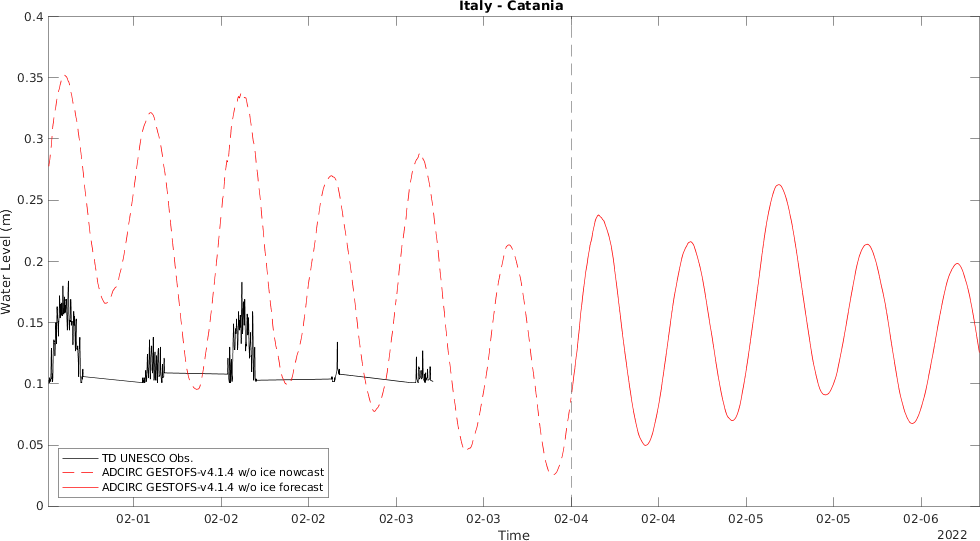 Italy - Catania
0.4
0.35
0.3
0.25
0.2
0.15
0.1
0.05
0
Water Level (m)
TD UNESCO Obs.
ADCIRC GESTOFS-v4.1.4 w/o ice nowcast
ADCIRC GESTOFS-v4.1.4 w/o ice forecast
02-01 02-02 02-02 02-03 02-03 02-04 02-04 02-05 02-05 02-06
Time
2022